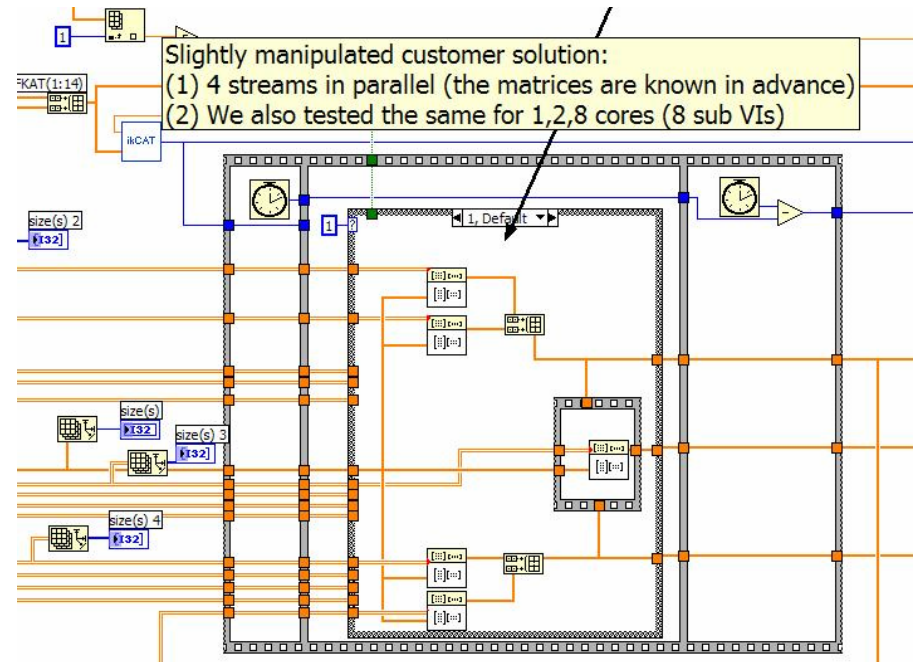 1
Slightly manipulated customer solution:
(1) 4 streams in parallel (the matrices are known in advance)
(2) We also tested the same for 1,2,8 cores (8 sub VIs)
FKAT(1:14)
ikCAT
size(s) 2
I32
1
?
1, Default
size(s)
I32
size(s) 3
I32
size(s) 4
I32